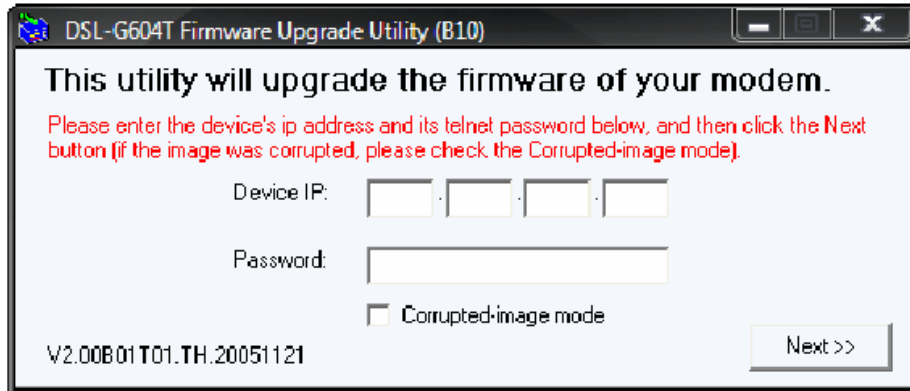 DSL-G604T Firmware Upgrade Utility (B10)
This utility will upgrade the firmware of your modem.
Please enter the device's ip address and its telnet password below, and then click the Next
button (if the image was corrupted, please check the Corrupted-image mode).
Device IP: . . .
Password:
Corrupted-image mode
V2.00B01T01.TH.20051121
Next >>